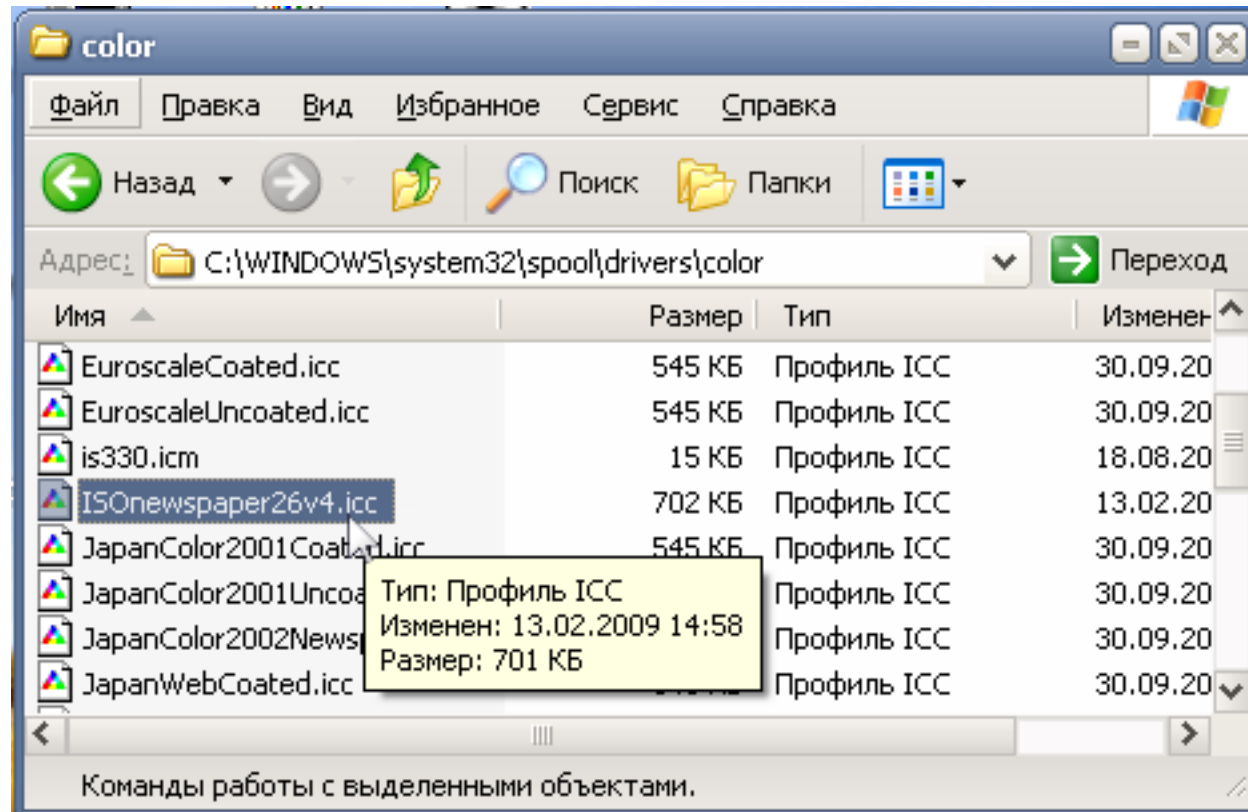 color
Файл Правка Вид Избранное Сервис Справка
Назад Поиск Папки
Адрес: C:\WINDOWS\system32\spool\drivers\color Переход
Имя Размер Тип Изменен
EuroscaleCoated.icc 545 КБ Профиль ICC 30.09.20
EuroscaleUncoated.icc 545 КБ Профиль ICC 30.09.20
is330.icm 15 КБ Профиль ICC 18.08.20
ISOnewspaper26v4.icc 702 КБ Профиль ICC 13.02.20
JapanColor2001Coated.icc 545 КБ Профиль ICC 30.09.20
JapanColor2001Uncoa Профиль ICC 30.09.20
JapanColor2002Newsp Профиль ICC 30.09.20
JapanWebCoated.icc Профиль ICC 30.09.20
Тип: Профиль ICC
Изменен: 13.02.2009 14:58
Размер: 701 КБ
Команды работы с выделенными объектами.